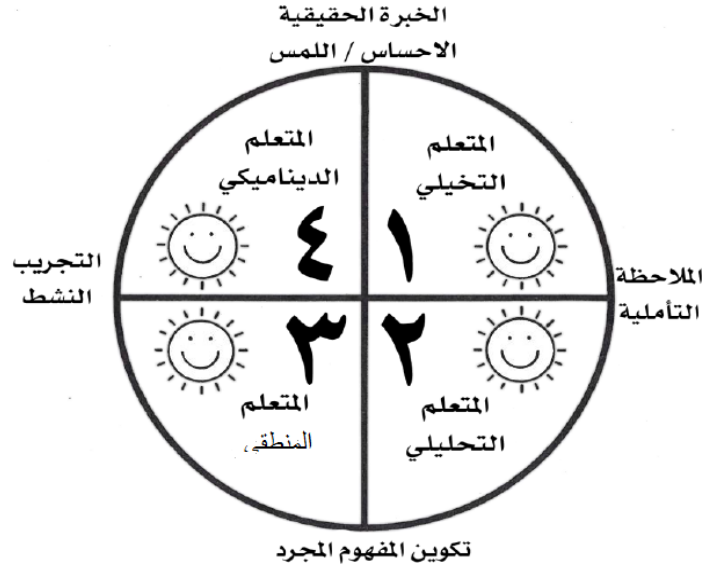 الخبرة الحقيقية
الاحساس / اللمس
المتعلم
التخيلي
١
الملاحظة
التأملية
المتعلم
التحليلي
٢
المتعلم
المنطقي
٣
المتعلم
الديناميكي
٤
التجريب
النشط
تكوين المفهوم المجرد